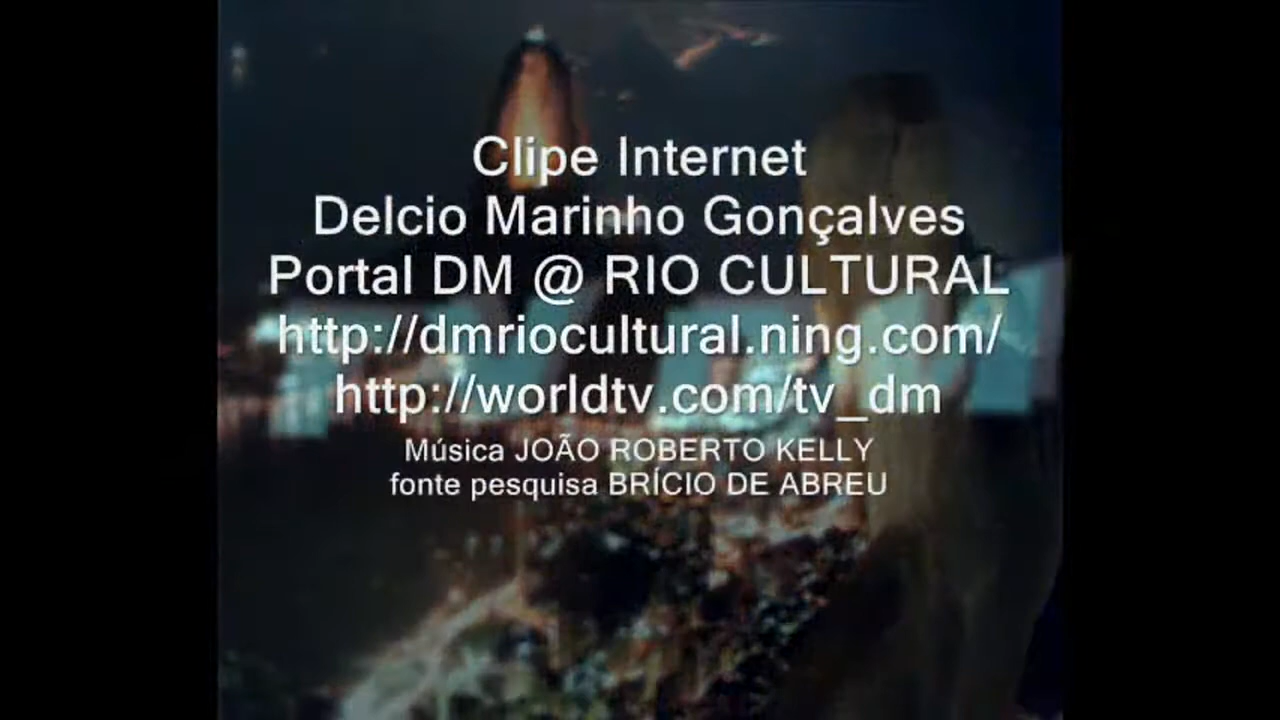 Clipe Internet
Delcio Marinho Gonçalves
Portal DM @ RIO CULTURAL
http://dmriocultural.ning.com/
http://worldtv.com/tv_dm
Música JOÃO ROBERTO KELLY
fonte pesquisa BRÍCIO DE ABREU